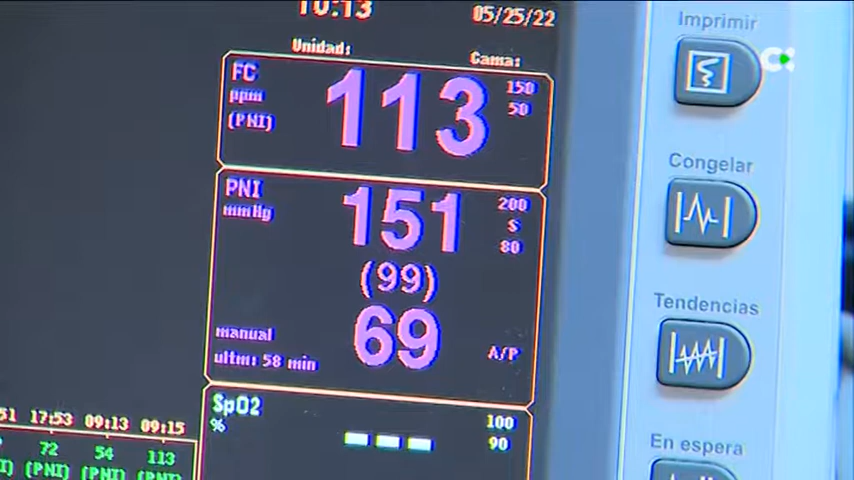 10:13 05/25/22 Imprimir
Unidad: Cama:
FC 113 150
ppm 50
(PNI)
Congelar
PNI 151 200
mmHg S
80
(99)
69
manual A/P
ultm: 58 min
Tendencias
SpO2 100
% --- 90
51 17:53 09:13 09:15
72 54 113
(PNI) (PNI) (PNI)
En espera